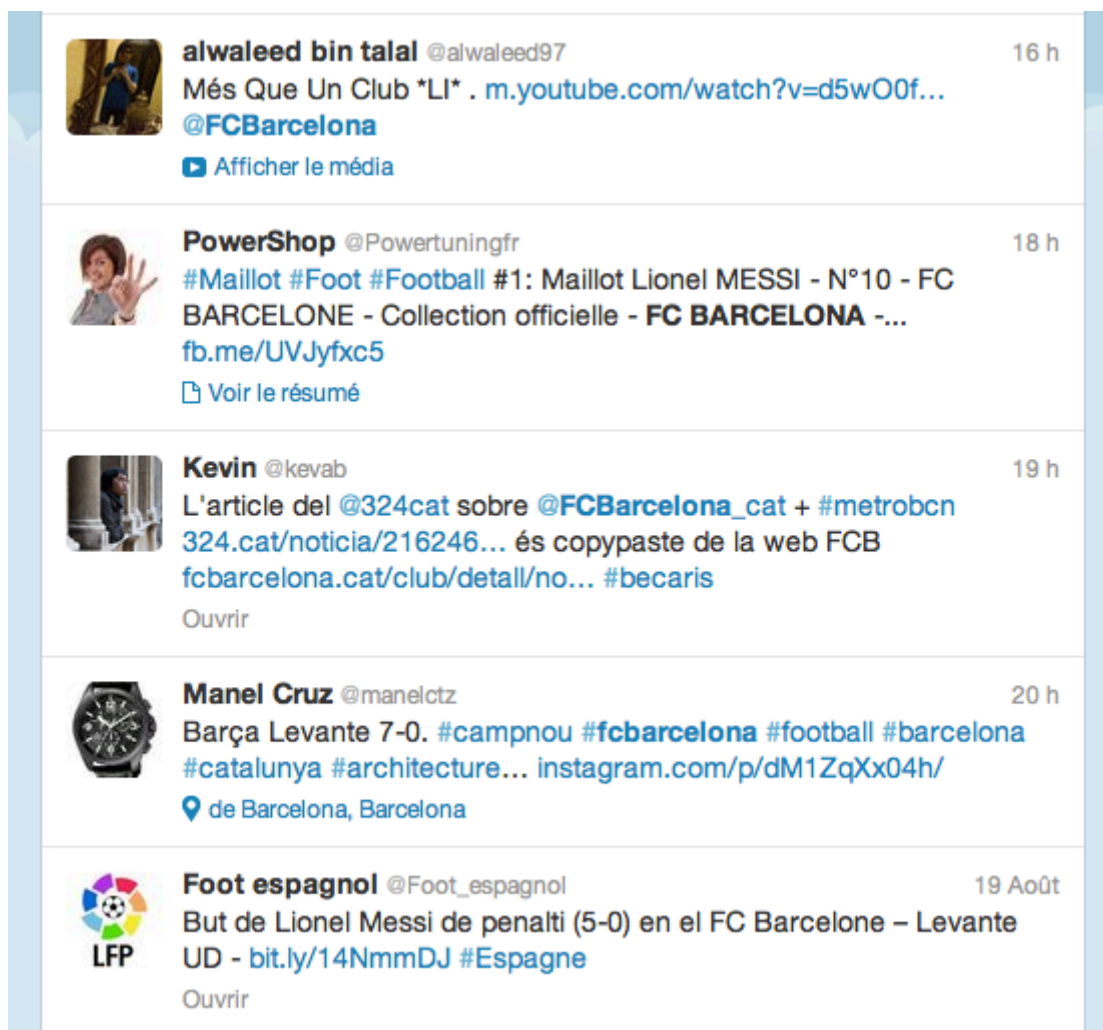 alwaleed bin talal @alwaleed97 16 h
Més Que Un Club *LI* . m.youtube.com/watch?v=d5wO0f…
@FCBarcelona
Afficher le média
PowerShop @Powertuningfr 18 h
#Maillot #Foot #Football #1: Maillot Lionel MESSI - N°10 - FC
BARCELONE - Collection officielle - FC BARCELONA -...
fb.me/UVJyfxc5
Voir le résumé
Kevin @kevab 19 h
L'article del @324cat sobre @FCBarcelona_cat + #metrobcn
324.cat/noticia/216246… és copypaste de la web FCB
fcbarcelona.cat/club/detall/no… #becaris
Ouvrir
Manel Cruz @manelctz 20 h
Barça Levante 7-0. #campnou #fcbarcelona #football #barcelona
#catalunya #architecture… instagram.com/p/dM1ZqXx04h/
de Barcelona, Barcelona
Foot espagnol @Foot_espagnol 19 Août
But de Lionel Messi de penalti (5-0) en el FC Barcelone – Levante
UD - bit.ly/14NmmDJ #Espagne
LFP
Ouvrir